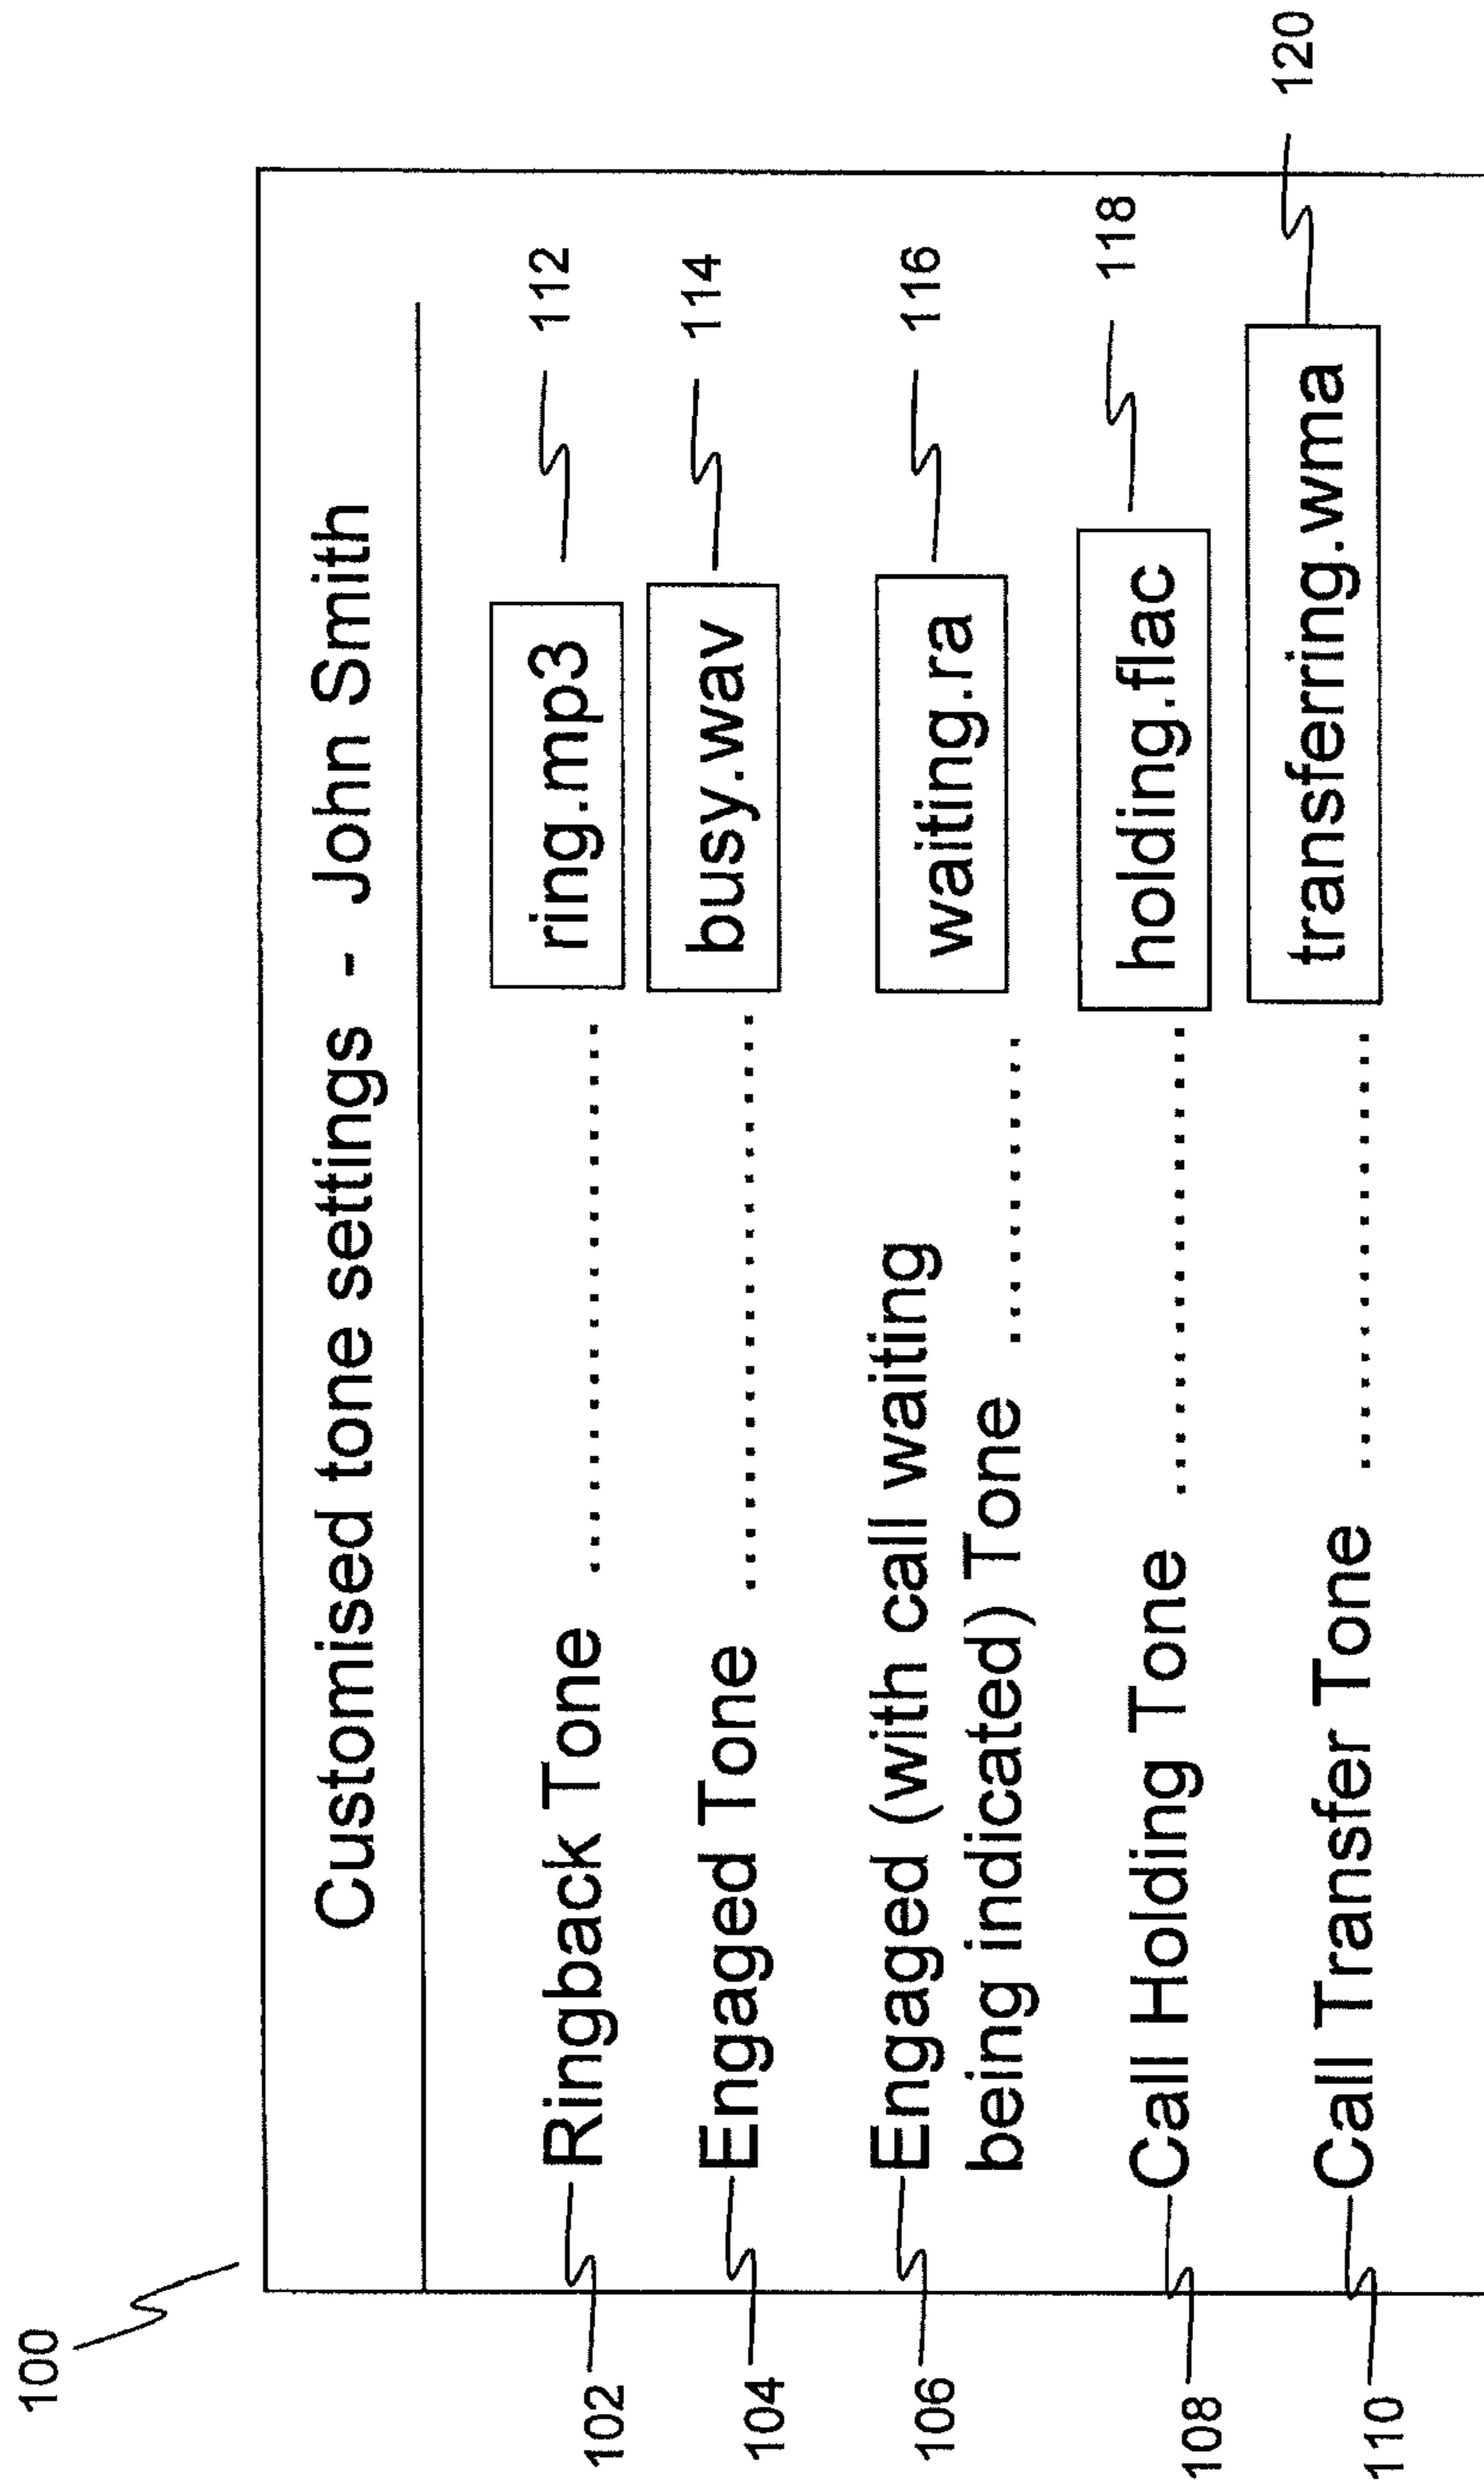 100
Customised tone settings - John Smith
102 Ringback Tone ..................... ring.mp3 112
104 Engaged Tone ...................... busy.wav 114
106 Engaged (with call waiting
being indicated) Tone ............ waiting.ra 116
108 Call Holding Tone .................. holding.flac 118
110 Call Transfer Tone ................. transferring.wma 120